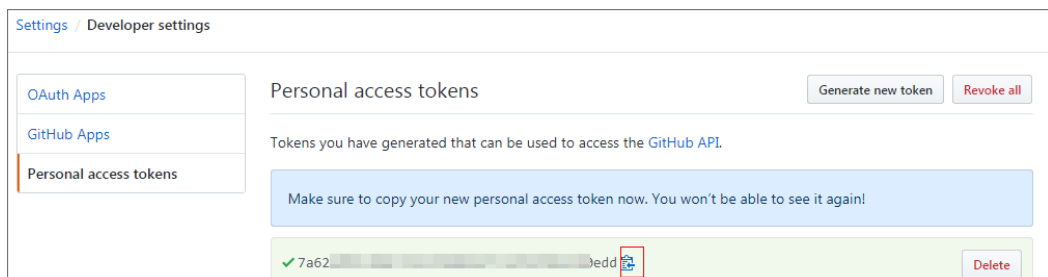 Settings / Developer settings
OAuth Apps
GitHub Apps
Personal access tokens
Personal access tokens
Generate new token
Revoke all
Tokens you have generated that can be used to access the GitHub API.
Make sure to copy your new personal access token now. You won't be able to see it again!
7a62 edd
Delete